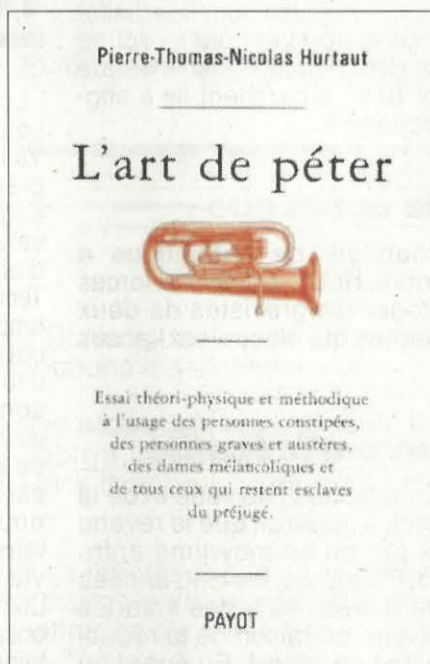 Pierre-Thomas-Nicolas Hurtaut
L'art de péter
Essai théori-physique et méthodique
à l'usage des personnes constipées,
des personnes graves et austères,
des dames mélancoliques et
de tous ceux qui restent esclaves
du préjugé.
PAYOT